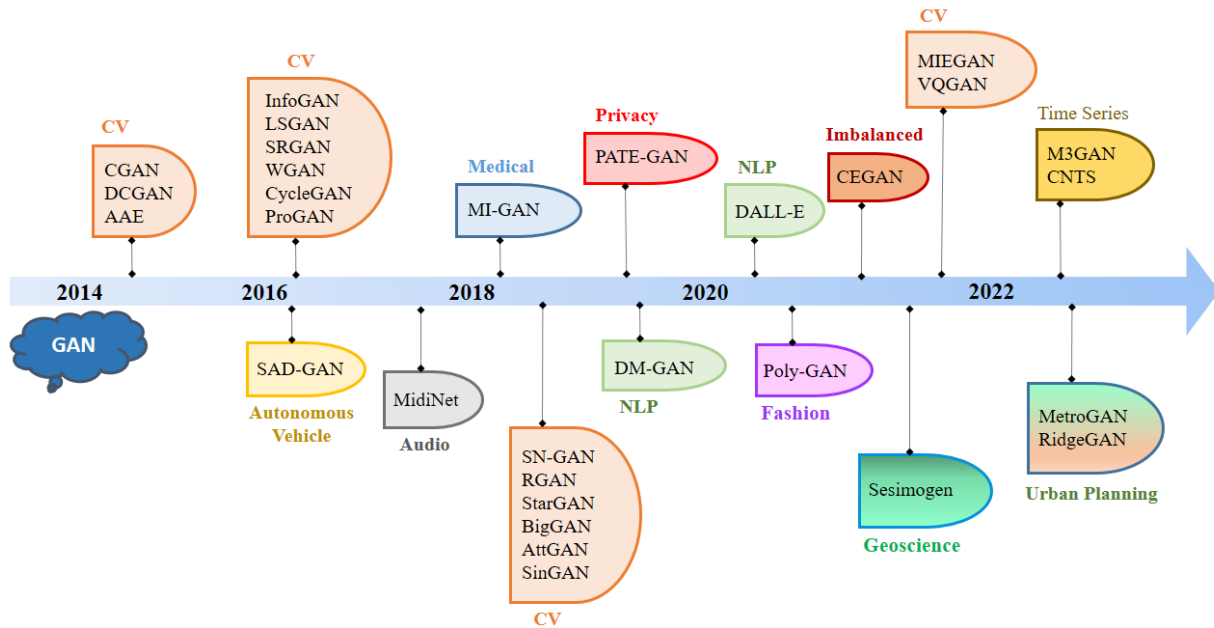 CV
CGAN
DCGAN
AAE
CV
InfoGAN
LSGAN
SRGAN
WGAN
CycleGAN
ProGAN
Medical
MI-GAN
Privacy
PATE-GAN
NLP
DALL-E
Imbalanced
CEGAN
CV
MIEGAN
VQGAN
Time Series
M3GAN
CNTS
2014
2016
2018
2020
2022
GAN
SAD-GAN
Autonomous
Vehicle
MidiNet
Audio
SN-GAN
RGAN
StarGAN
BigGAN
AttGAN
SinGAN
CV
DM-GAN
NLP
Poly-GAN
Fashion
Sesimogen
Geoscience
MetroGAN
RidgeGAN
Urban Planning